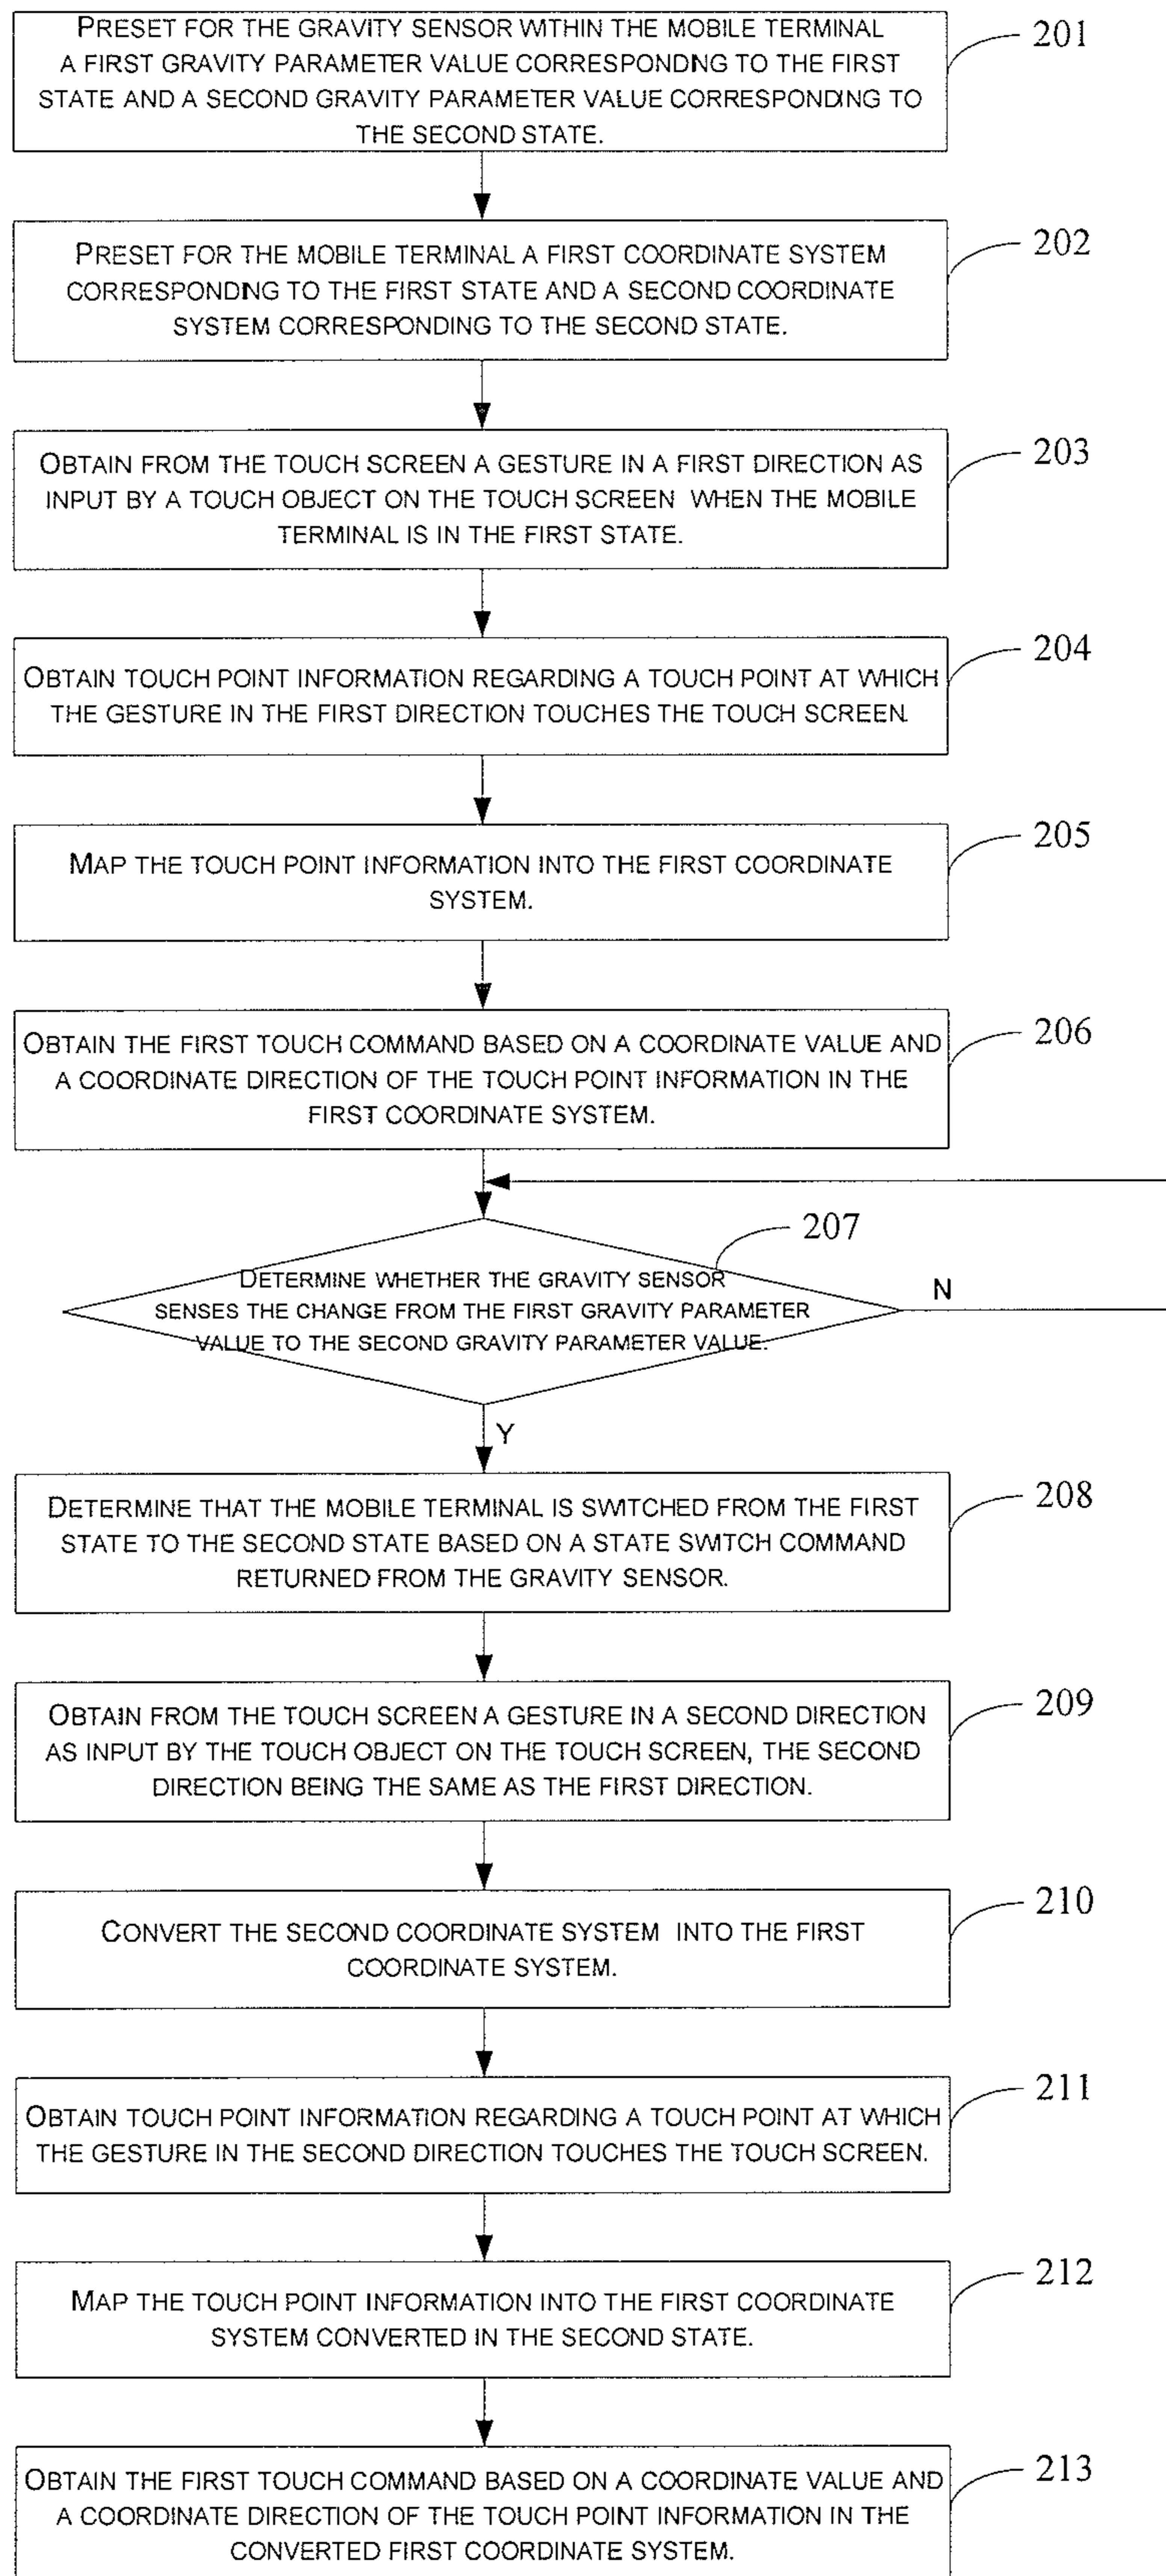 PRESET FOR THE GRAVITY SENSOR WITHIN THE MOBILE TERMINAL
201
A FIRST GRAVITY PARAMETER VALUE CORRESPONDNG TO THE FIRST
STATE AND A SECOND GRAVITY PARAMETER VALUE CORRESPONDING TO
THE SECOND STATE.
PRESET FOR THE MOBILE TERMINAL A FIRST COORDINATE SYSTEM
202
CORRESPONDNG TO THE FIRST STATE AND A SECOND COORDINATE
SYSTEM CORRESPONDING TO THE SECOND STATE.
OBTAIN FROM THE TOUCH SCREEN A GESTURE IN A FIRST DIRECTION AS
203
INPUT BY A TOUCH OBJECT ON THE TOUCH SCREEN WHEN THE MOBILE
TERMINAL IS IN THE FIRST STATE.
204
OBTAIN TOUCH POINT INFORMATION REGARDING A TOUCH POINT AT WHICH
THE GESTURE IN THE FIRST DIRECTION TOUCHES THE TOUCH SCREEN.
205
MAP THE TOUCH POINT INFORMATION INTO THE FIRST COORDINATE
SYSTEM.
206
OBTAIN THE FIRST TOUCH COMMAND BASED ON A COORDINATE VALUE AND
A COORDINATE DIRECTION OF THE TOUCH POINT INFORMATION IN THE
FIRST COORDINATE SYSTEM.
207
DETERMINE WHETHER THE GRAVITY SENSOR
SENSES THE CHANGE FROM THE FIRST GRAVITY PARAMETER
VALUE TO THE SECOND GRAVITY PARAMETER VALUE.
N
Y
208
DETERMINE THAT THE MOBILE TERMINAL IS SWITCHED FROM THE FIRST
STATE TO THE SECOND STATE BASED ON A STATE SWITCH COMMAND
RETURNED FROM THE GRAVITY SENSOR.
209
OBTAIN FROM THE TOUCH SCREEN A GESTURE IN A SECOND DIRECTION
AS INPUT BY THE TOUCH OBJECT ON THE TOUCH SCREEN, THE SECOND
DIRECTION BEING THE SAME AS THE FIRST DIRECTION.
210
CONVERT THE SECOND COORDINATE SYSTEM INTO THE FIRST
COORDINATE SYSTEM.
211
OBTAIN TOUCH POINT INFORMATION REGARDING A TOUCH POINT AT WHICH
THE GESTURE IN THE SECOND DIRECTION TOUCHES THE TOUCH SCREEN.
212
MAP THE TOUCH POINT INFORMATION INTO THE FIRST COORDINATE
SYSTEM CONVERTED IN THE SECOND STATE.
213
OBTAIN THE FIRST TOUCH COMMAND BASED ON A COORDINATE VALUE AND
A COORDINATE DIRECTION OF THE TOUCH POINT INFORMATION IN THE
CONVERTED FIRST COORDINATE SYSTEM.